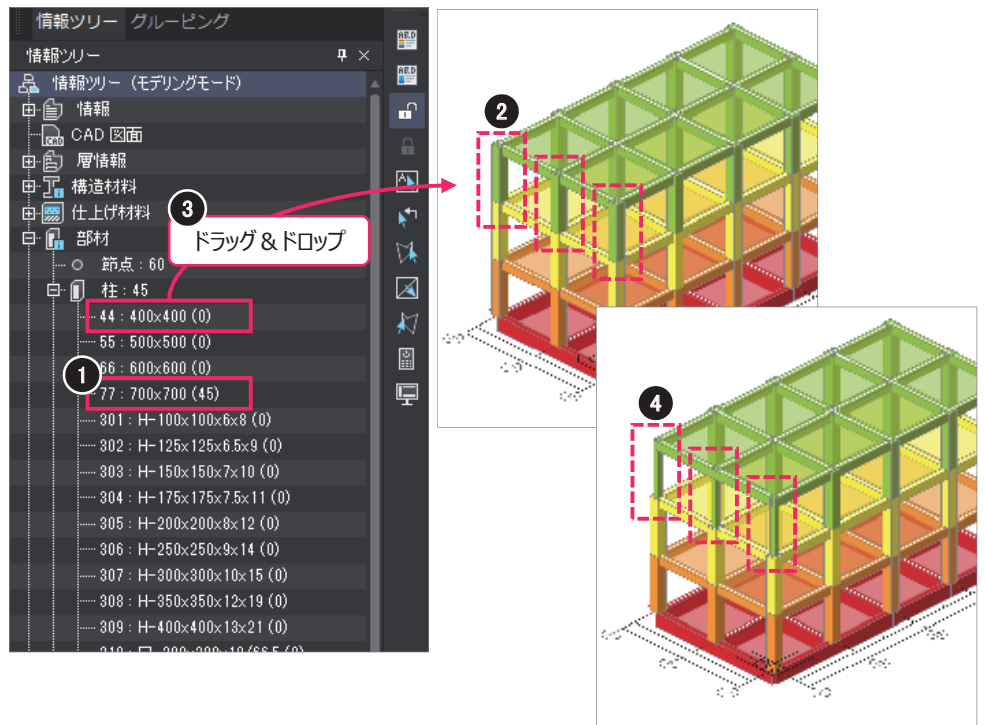 情報ツリー グルーピング
情報ツリー
情報ツリー (モデリングモード)
情報
CAD 図面
層情報
構造材料
仕上げ材料
部材
節点 : 60
柱 : 45
44 : 400x400 (0)
55 : 500x500 (0)
66 : 600x600 (0)
77 : 700x700 (45)
301 : H-100x100x6x8 (0)
302 : H-125x125x6.5x9 (0)
303 : H-150x150x7x10 (0)
304 : H-175x175x7.5x11 (0)
305 : H-200x200x8x12 (0)
306 : H-250x250x9x14 (0)
307 : H-300x300x10x15 (0)
308 : H-350x350x12x19 (0)
309 : H-400x400x13x21 (0)
1
3
ドラッグ & ドロップ
2
4